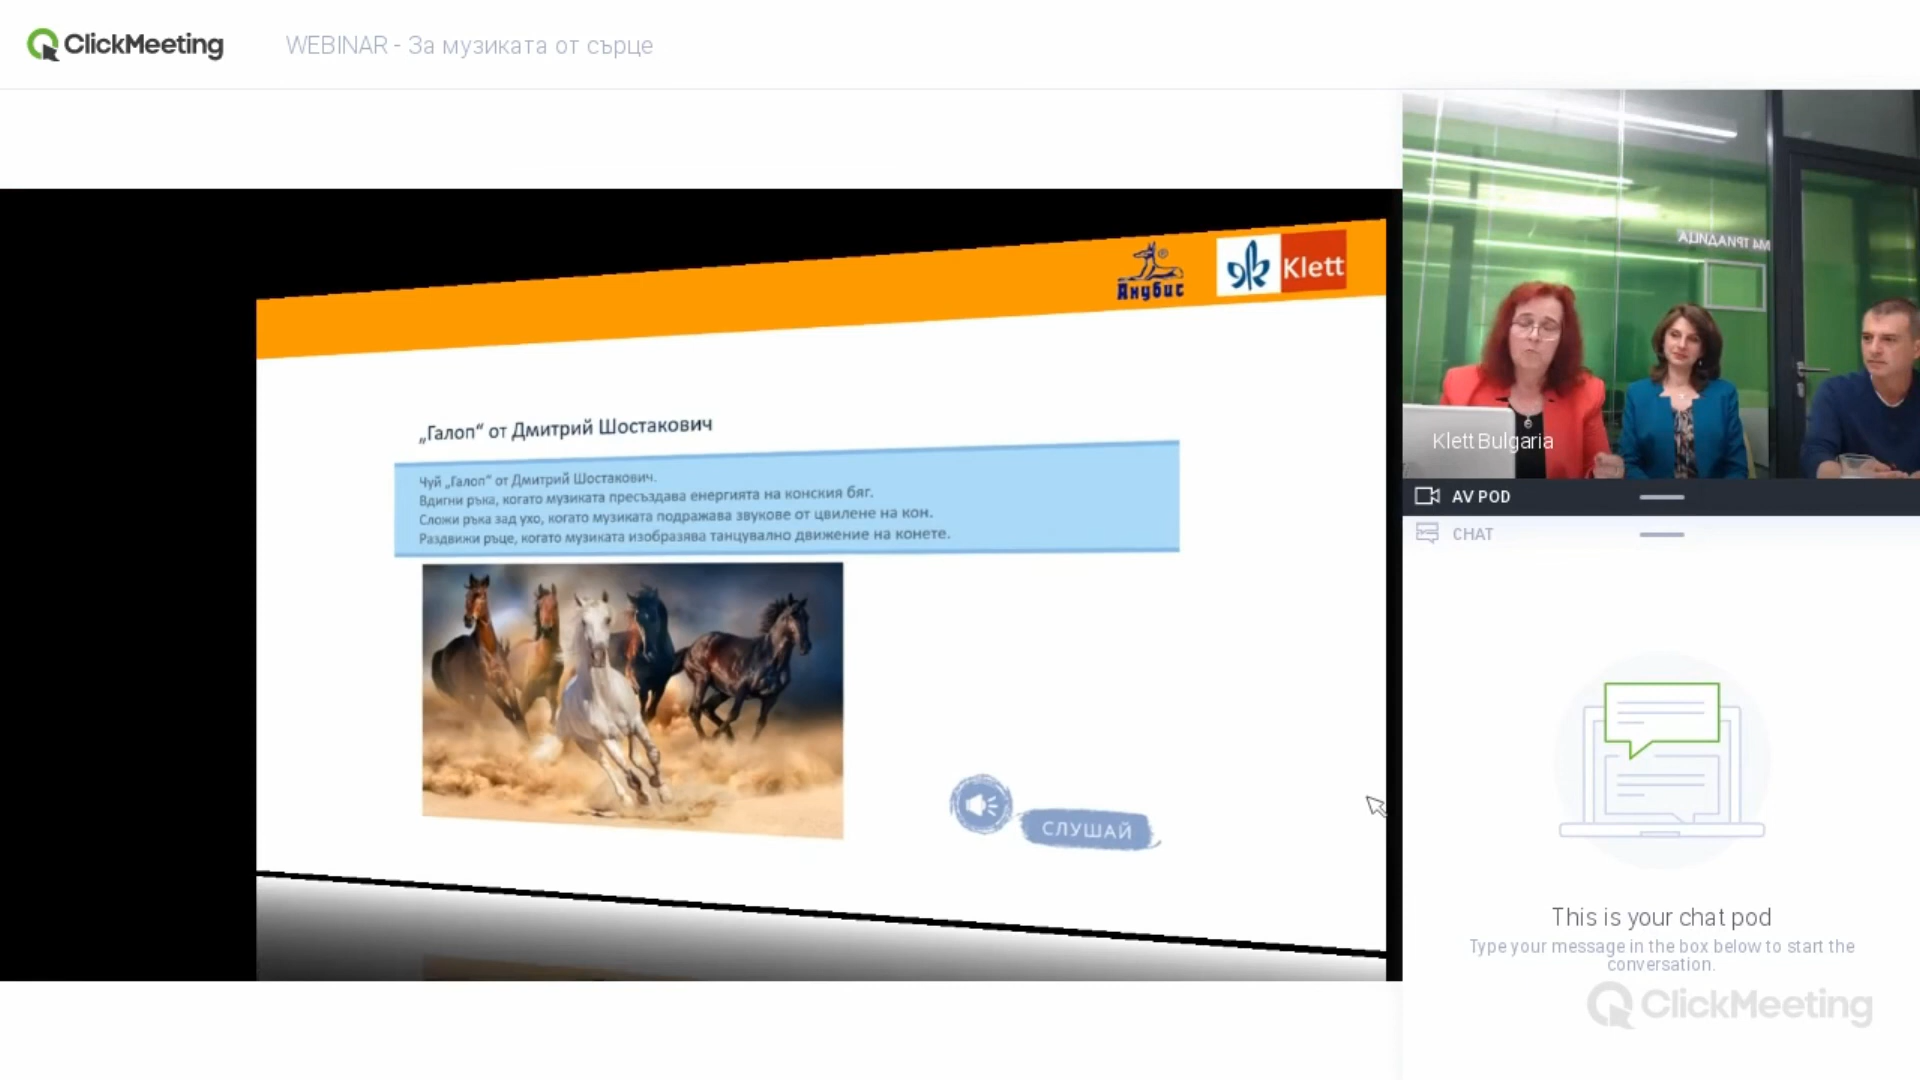 ClickMeeting
WEBINAR - За музиката от сърце
Анубис
Klett
„Галоп“ от Дмитрий Шостакович
Чуй „Галоп“ от Дмитрий Шостакович.
Вдигни ръка, когато музиката пресъздава енергията на конския бяг.
Сложи ръка зад ухо, когато музиката подражава звукове от цвилене на кон.
Раздвижи ръце, когато музиката изобразява танцувално движение на конете.
СЛУШАЙ
М4 ТРИАДИЦА
Klett Bulgaria
AV POD
CHAT
This is your chat pod
Type your message in the box below to start the
conversation.
ClickMeeting